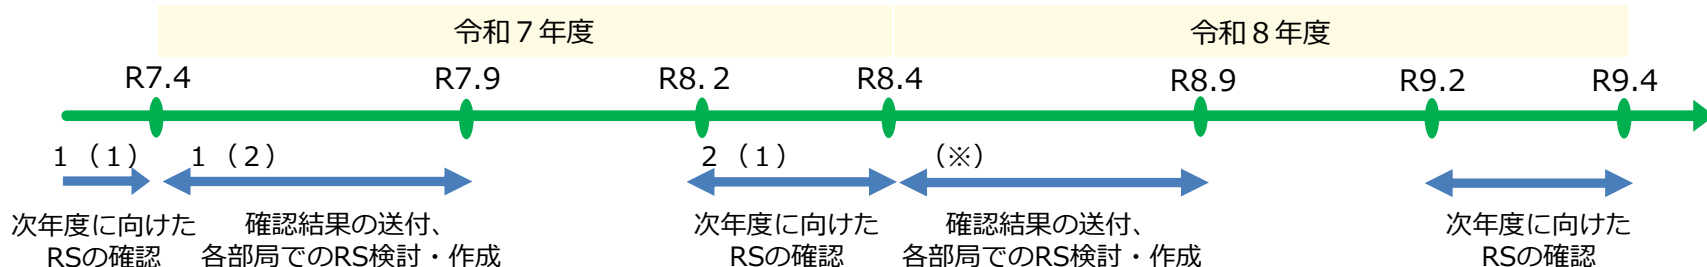 令和７年度
令和８年度
R7.4
R7.9
R8. 2
R8.4
R8.9
R9.2
R9.4
１（１）
１（２）
２（１）
（※）
次年度に向けた
RSの確認
確認結果の送付、
各部局でのRS検討・作成
次年度に向けた
RSの確認
確認結果の送付、
各部局でのRS検討・作成
次年度に向けた
RSの確認